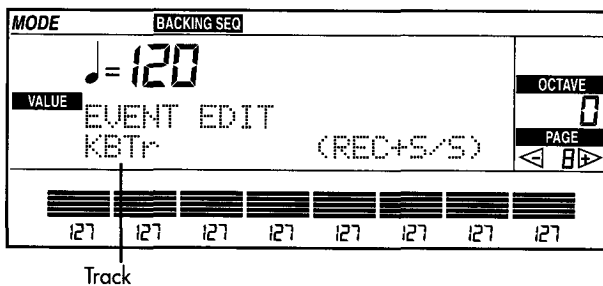 MODE BACKING SEQ
♩=120
OCTAVE
VALUE
0
EVENT EDIT
PAGE
KBTr (REC+S/S)
- 8 +
127 127 127 127 127 127 127 127
Track